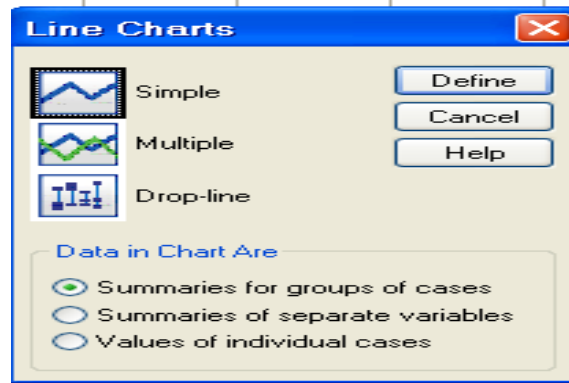 Line Charts
Simple
Define
Cancel
Multiple
Help
Drop-line
Data in Chart Are
Summaries for groups of cases
Summaries of separate variables
Values of individual cases